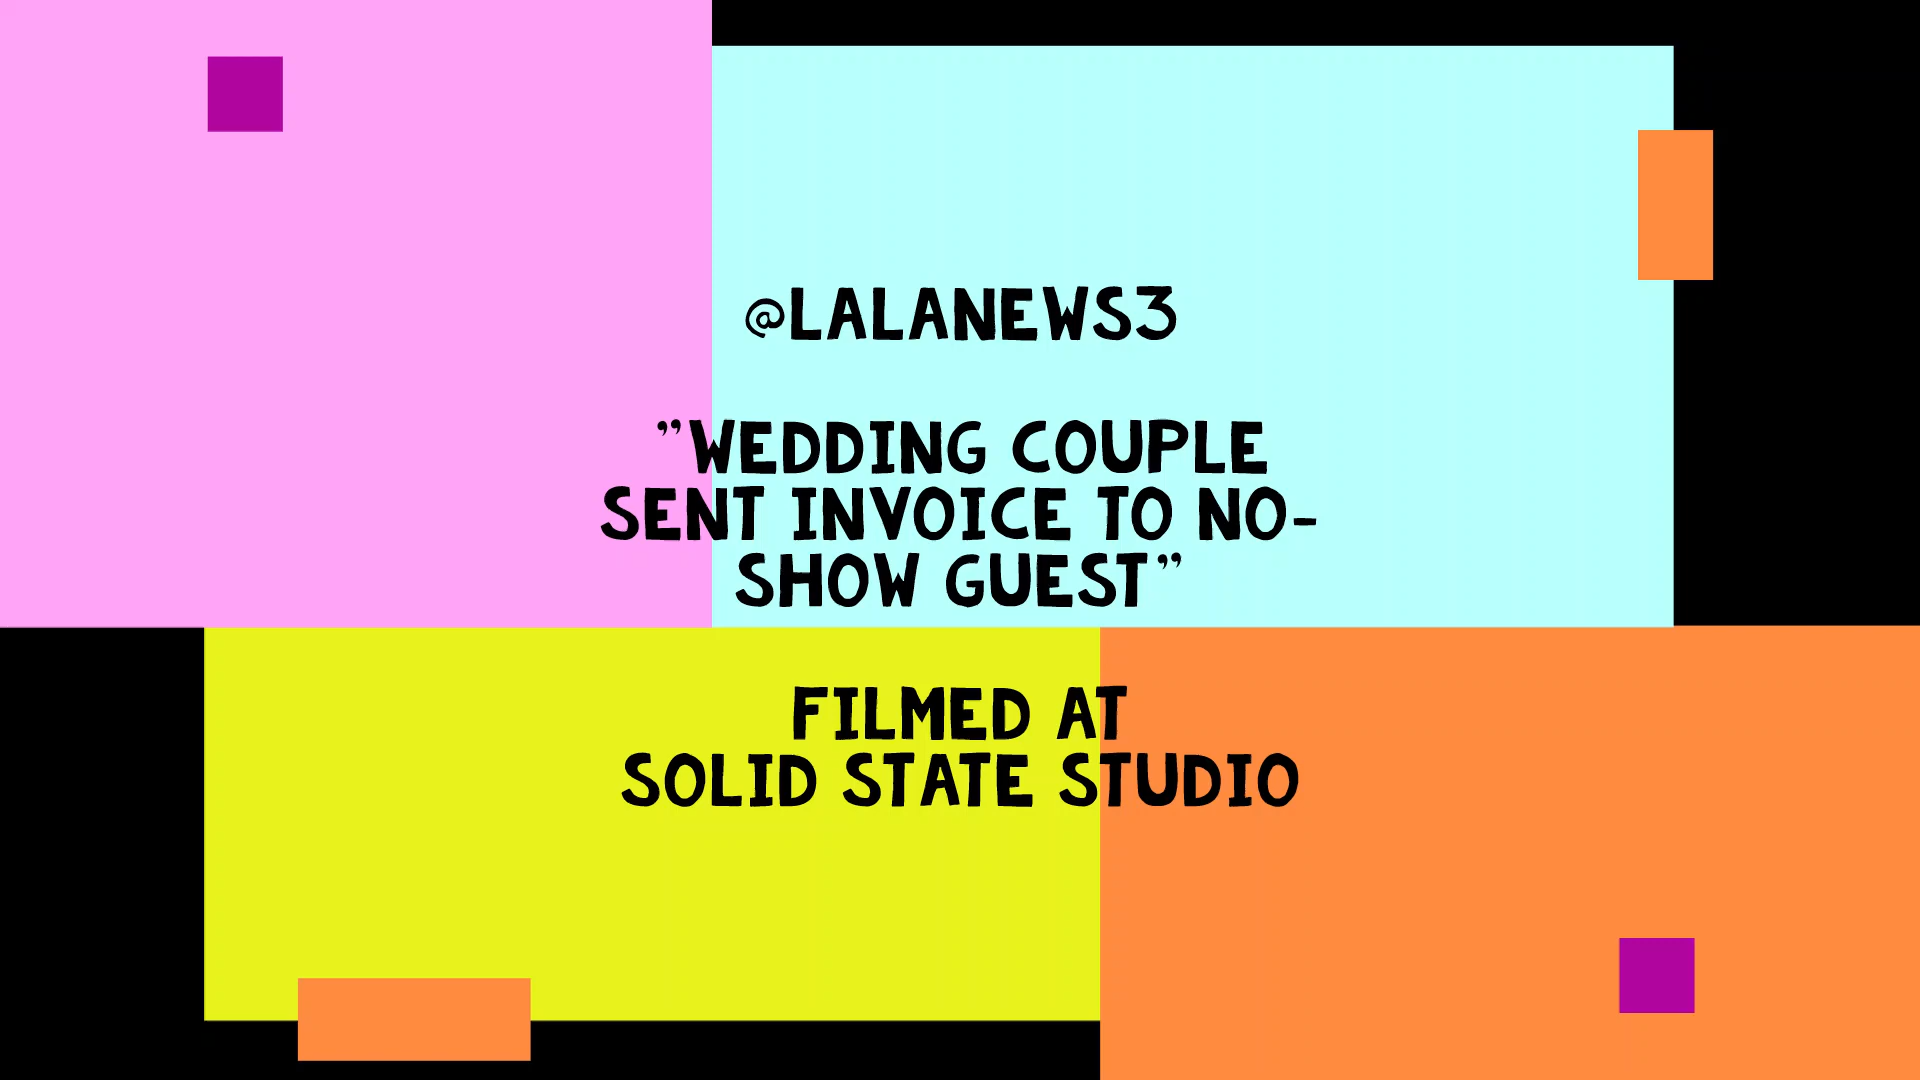 @LALANEWS3
”WEDDING COUPLE
SENT INVOICE TO NO-
SHOW GUEST”
FILMED AT
SOLID STATE STUDIO